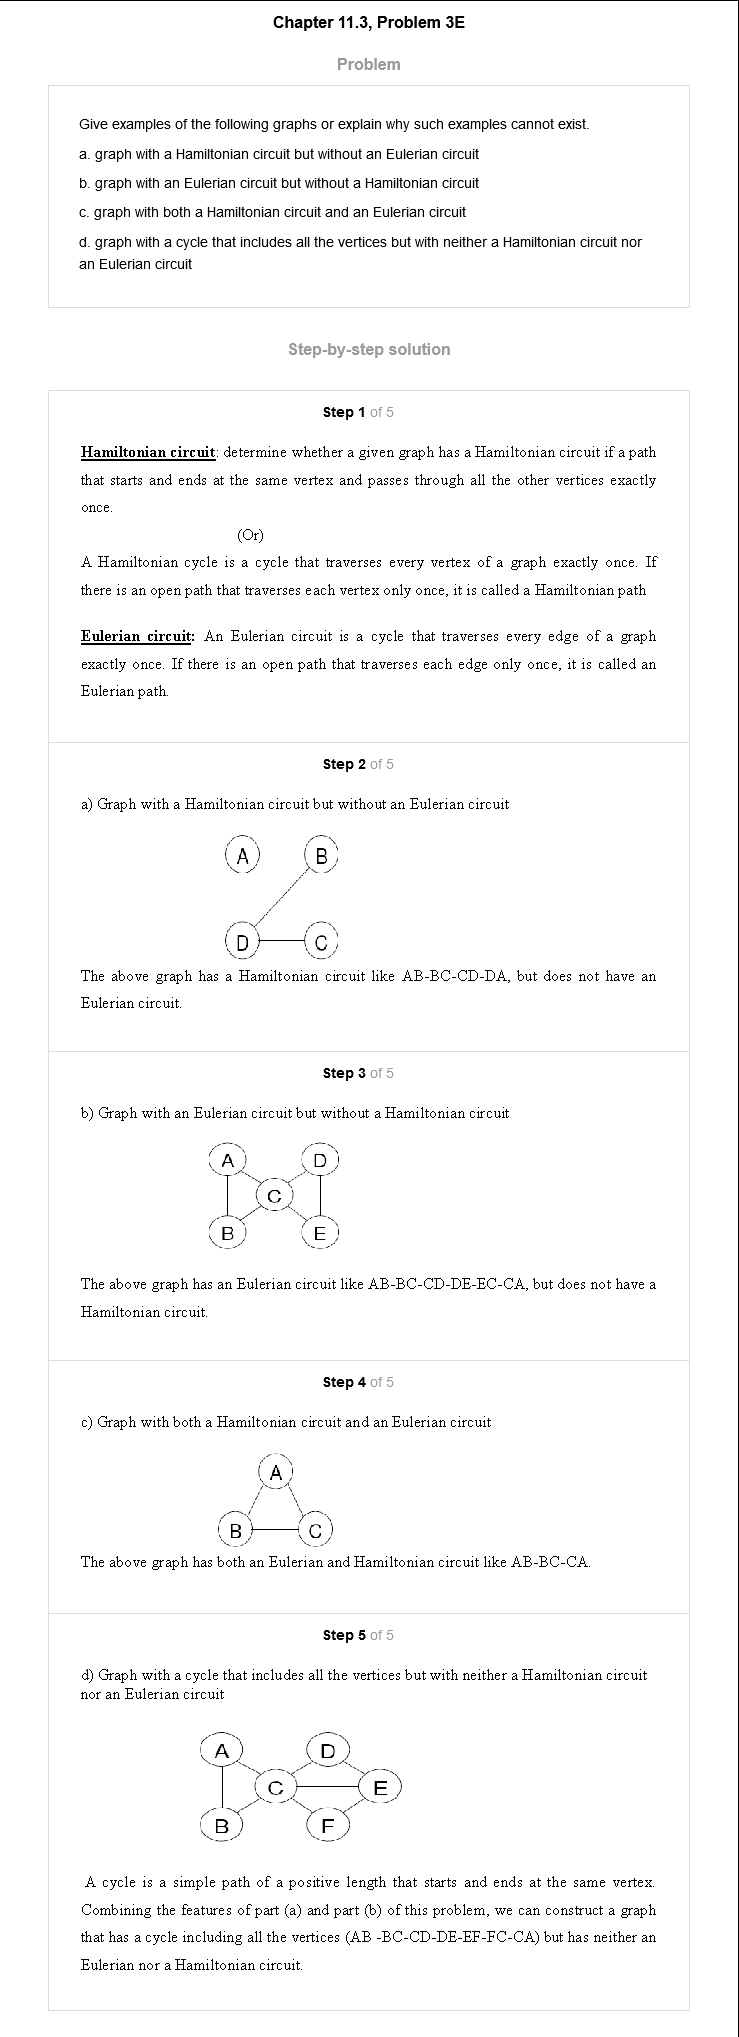 Chapter 11.3, Problem 3E
Problem
Give examples of the following graphs or explain why such examples cannot exist.
a. graph with a Hamiltonian circuit but without an Eulerian circuit
b. graph with an Eulerian circuit but without a Hamiltonian circuit
c. graph with both a Hamiltonian circuit and an Eulerian circuit
d. graph with a cycle that includes all the vertices but with neither a Hamiltonian circuit nor
an Eulerian circuit
Step-by-step solution
Step 1 of 5
Hamiltonian circuit: determine whether a given graph has a Hamiltonian circuit if a path
that starts and ends at the same vertex and passes through all the other vertices exactly
once.
(Or)
A Hamiltonian cycle is a cycle that traverses every vertex of a graph exactly once. If
there is an open path that traverses each vertex only once, it is called a Hamiltonian path
Eulerian circuit: An Eulerian circuit is a cycle that traverses every edge of a graph
exactly once. If there is an open path that traverses each edge only once, it is called an
Eulerian path.
Step 2 of 5
a) Graph with a Hamiltonian circuit but without an Eulerian circuit
A B
D C
The above graph has a Hamiltonian circuit like AB-BC-CD-DA, but does not have an
Eulerian circuit.
Step 3 of 5
b) Graph with an Eulerian circuit but without a Hamiltonian circuit
A D
C
B E
The above graph has an Eulerian circuit like AB-BC-CD-DE-EC-CA, but does not have a
Hamiltonian circuit.
Step 4 of 5
c) Graph with both a Hamiltonian circuit and an Eulerian circuit
A
B C
The above graph has both an Eulerian and Hamiltonian circuit like AB-BC-CA.
Step 5 of 5
d) Graph with a cycle that includes all the vertices but with neither a Hamiltonian circuit
nor an Eulerian circuit
A D
C E
B F
A cycle is a simple path of a positive length that starts and ends at the same vertex.
Combining the features of part (a) and part (b) of this problem, we can construct a graph
that has a cycle including all the vertices (AB -BC-CD-DE-EF-FC-CA) but has neither an
Eulerian nor a Hamiltonian circuit.